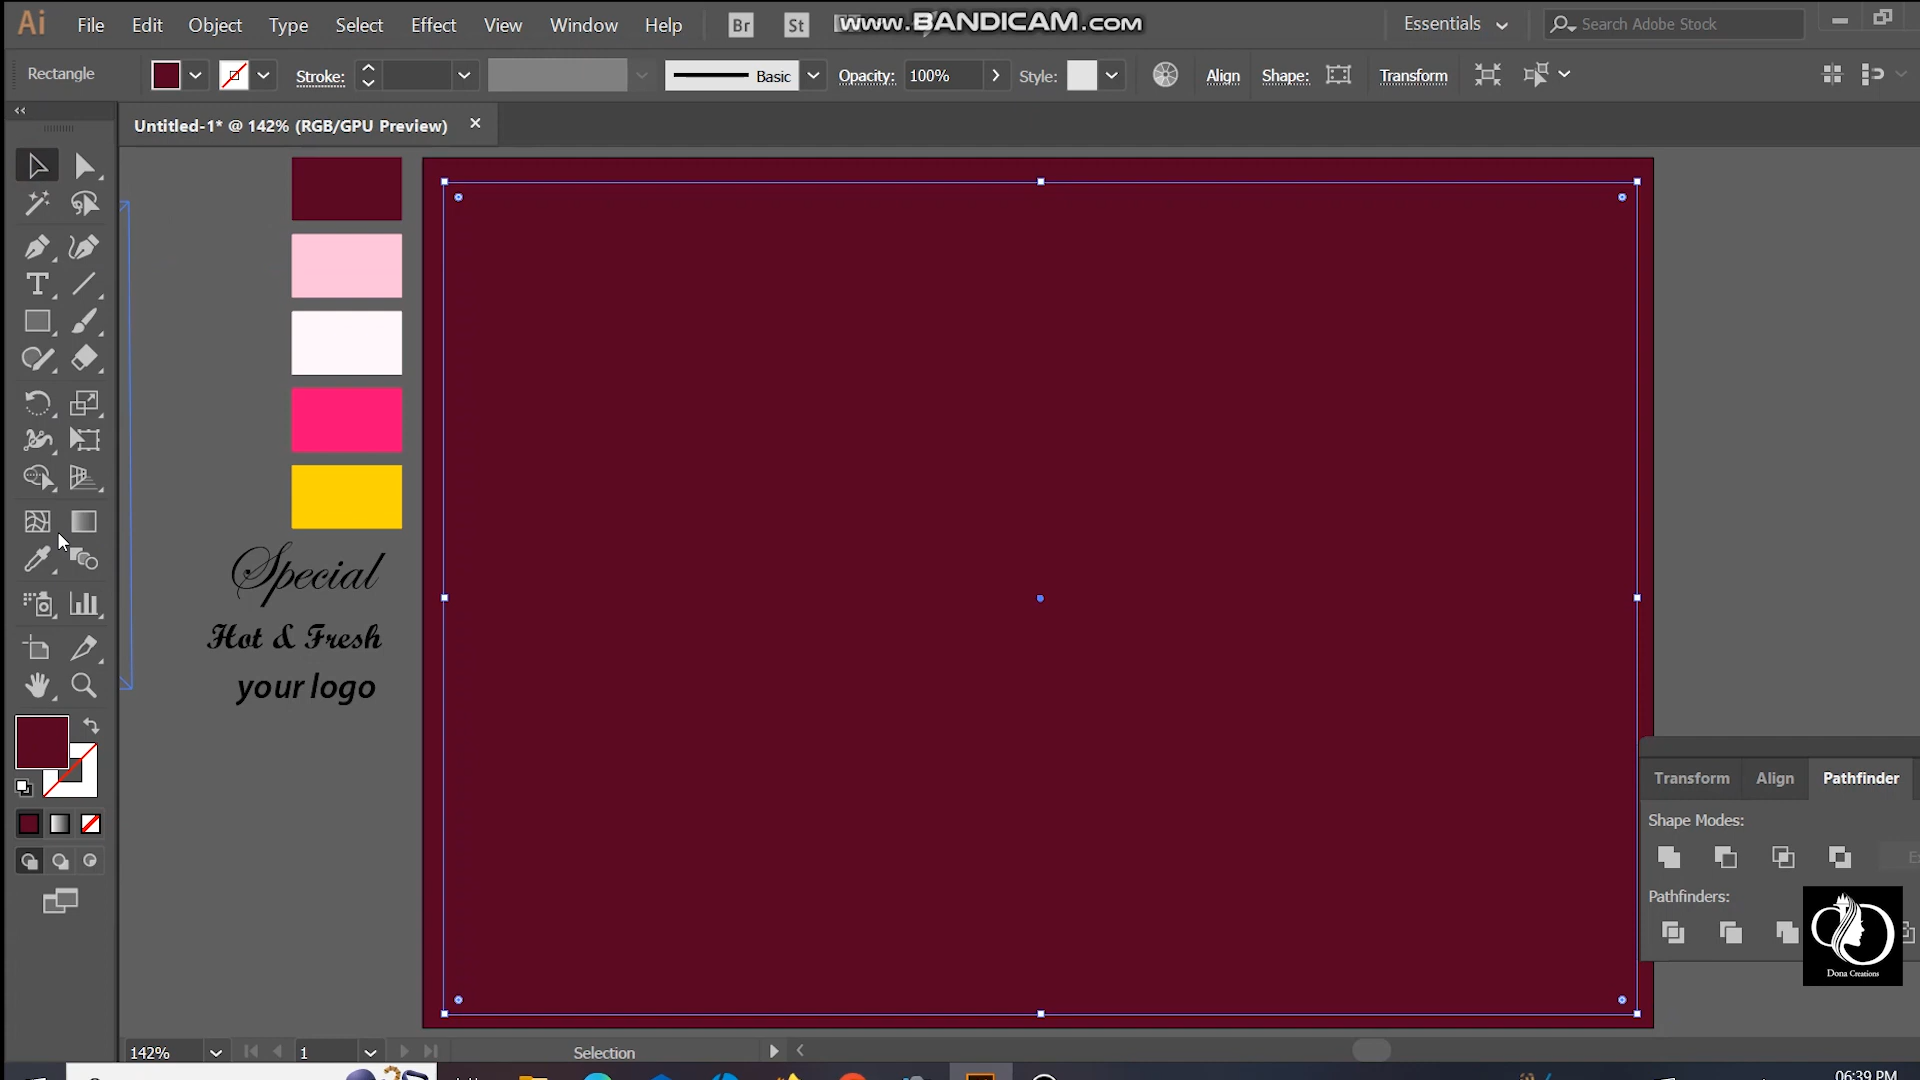 Ai File Edit Object Type Select Effect View Window Help Br St www.BANDICAM.com Essentials Search Adobe Stock
Rectangle Stroke: Basic Opacity: 100% Style: Align Shape: Transform
Untitled-1* @ 142% (RGB/GPU Preview)
Special
Hot & Fresh
your logo
Transform Align Pathfinder
Shape Modes:
Pathfinders:
Dona Creations
142% 1 Selection
06:39 PM